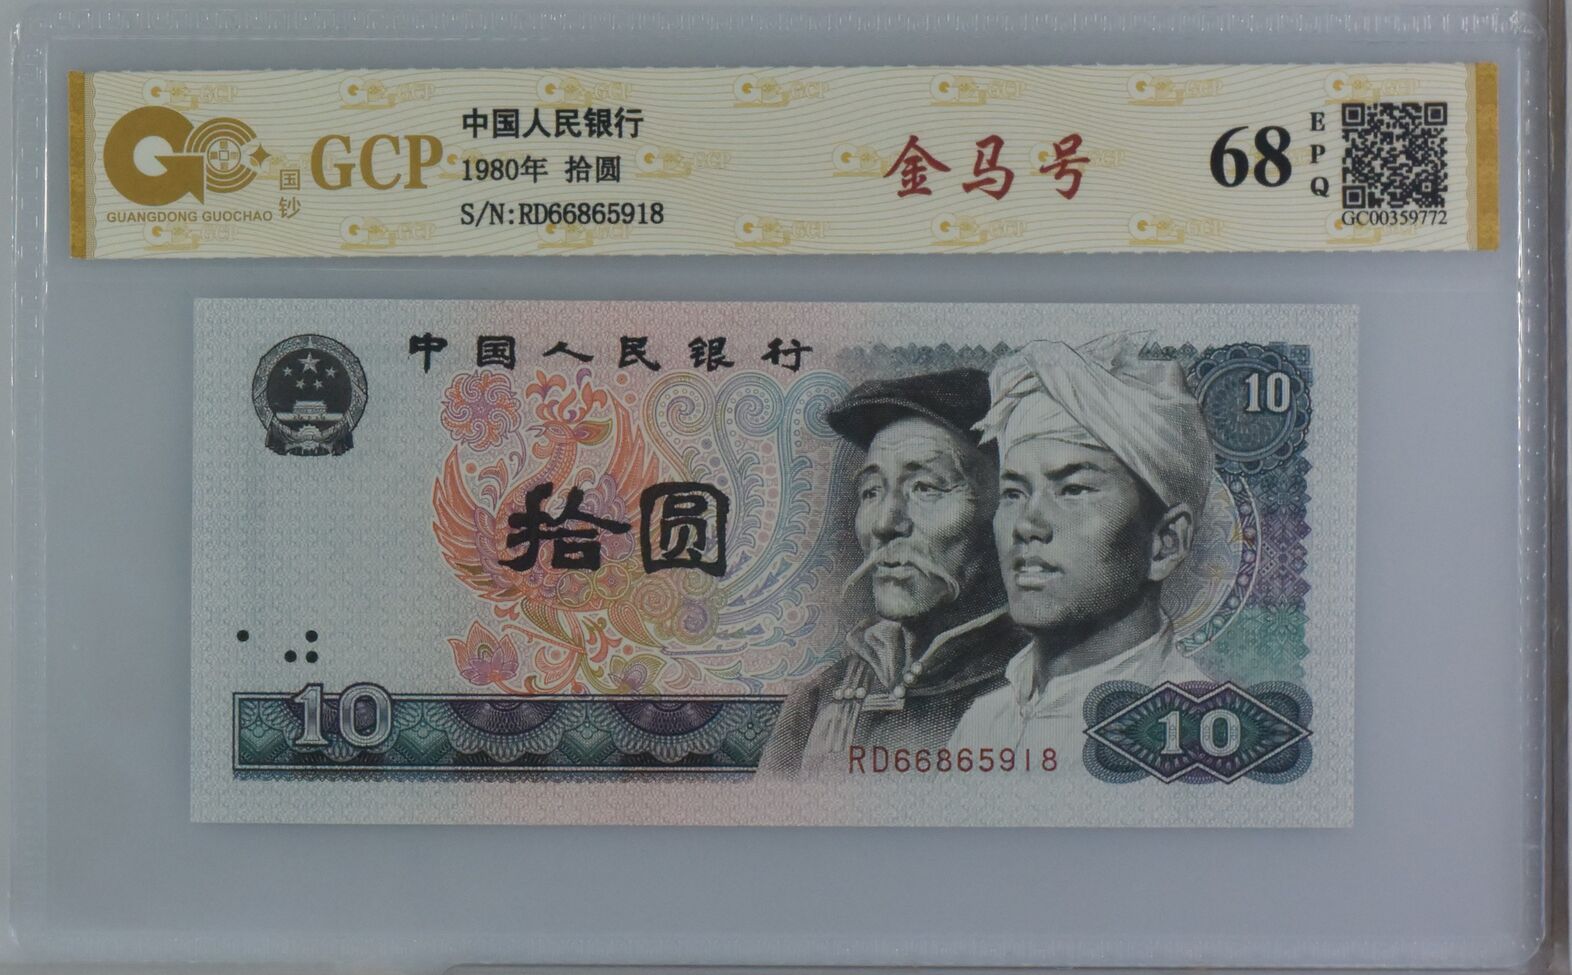 GCP
国钞
GUANGDONG GUOCHAO
中国人民银行
1980年 拾圆
S/N:RD66865918
金马号
68
EPQ
GC00359772
中国人民银行
10
拾圆
10
RD66865918
10